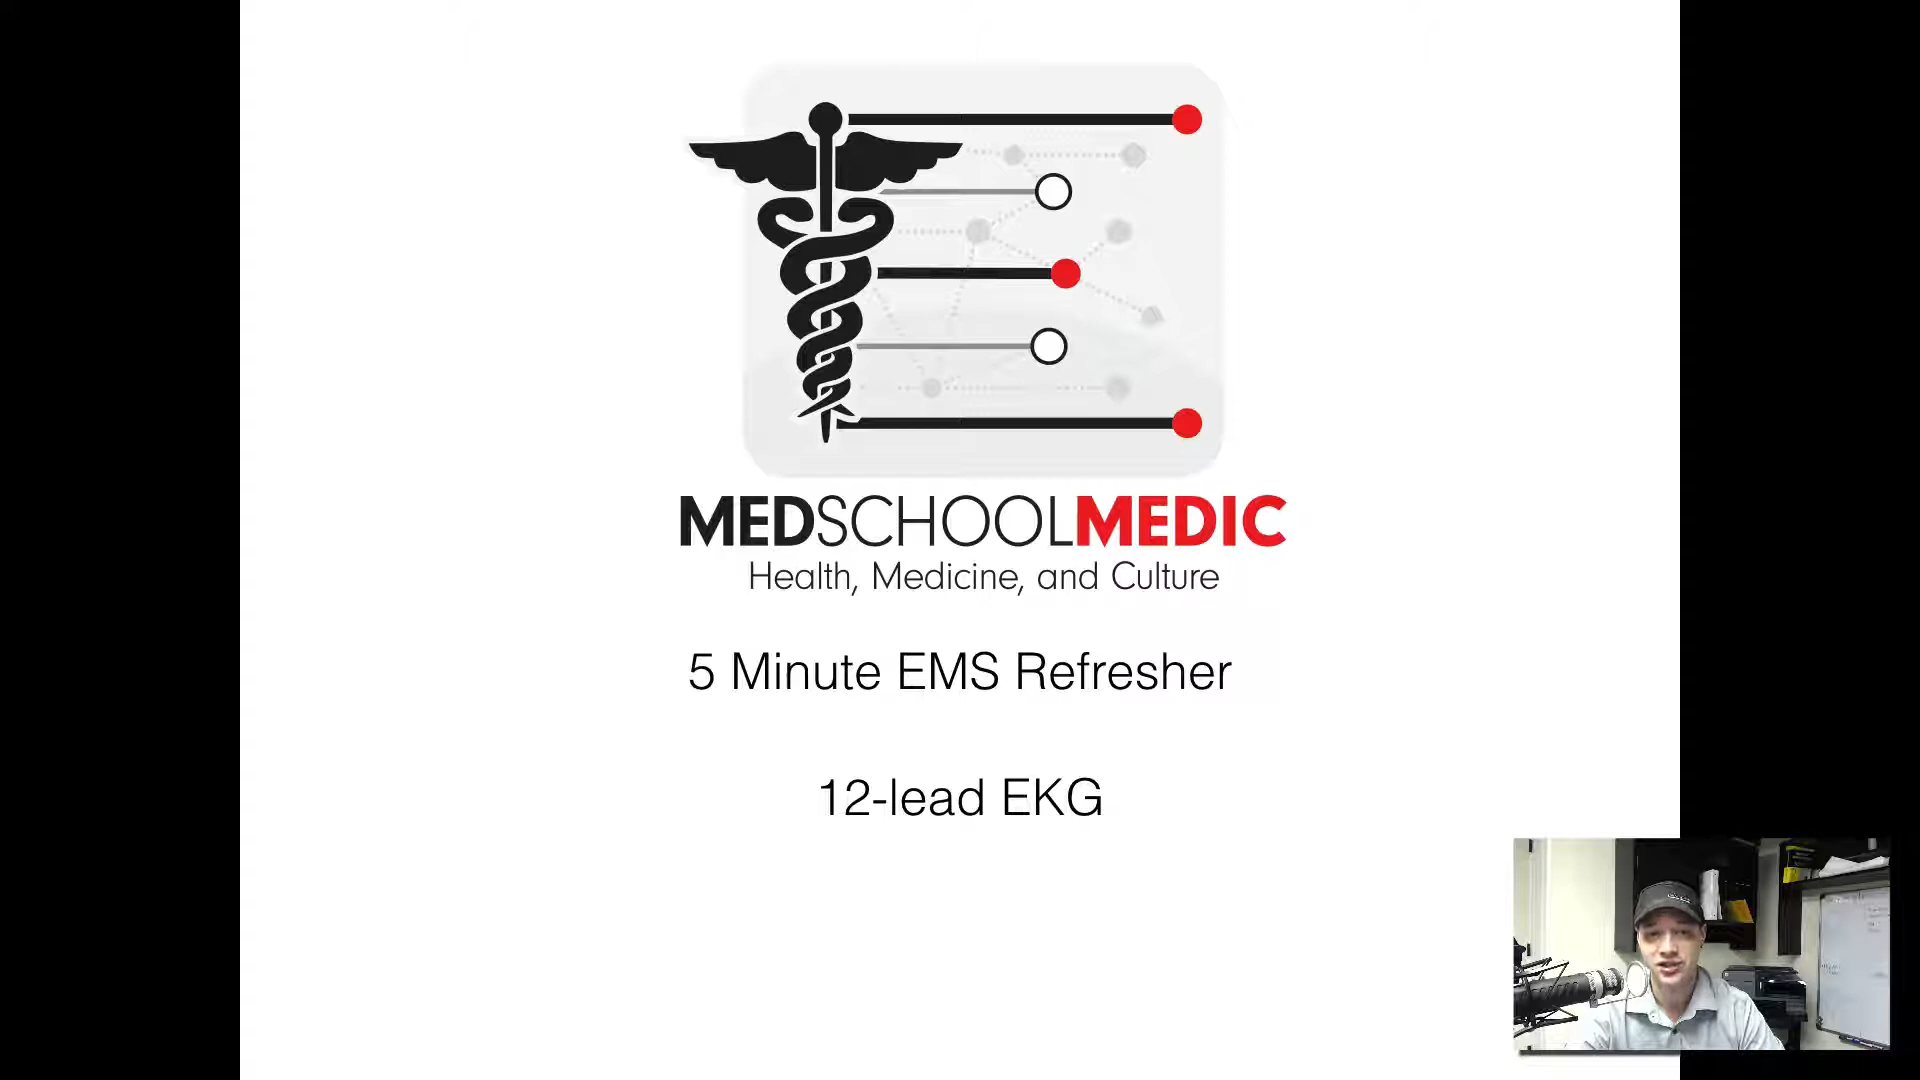 MEDSCHOOLMEDIC
Health, Medicine, and Culture
5 Minute EMS Refresher
12-lead EKG